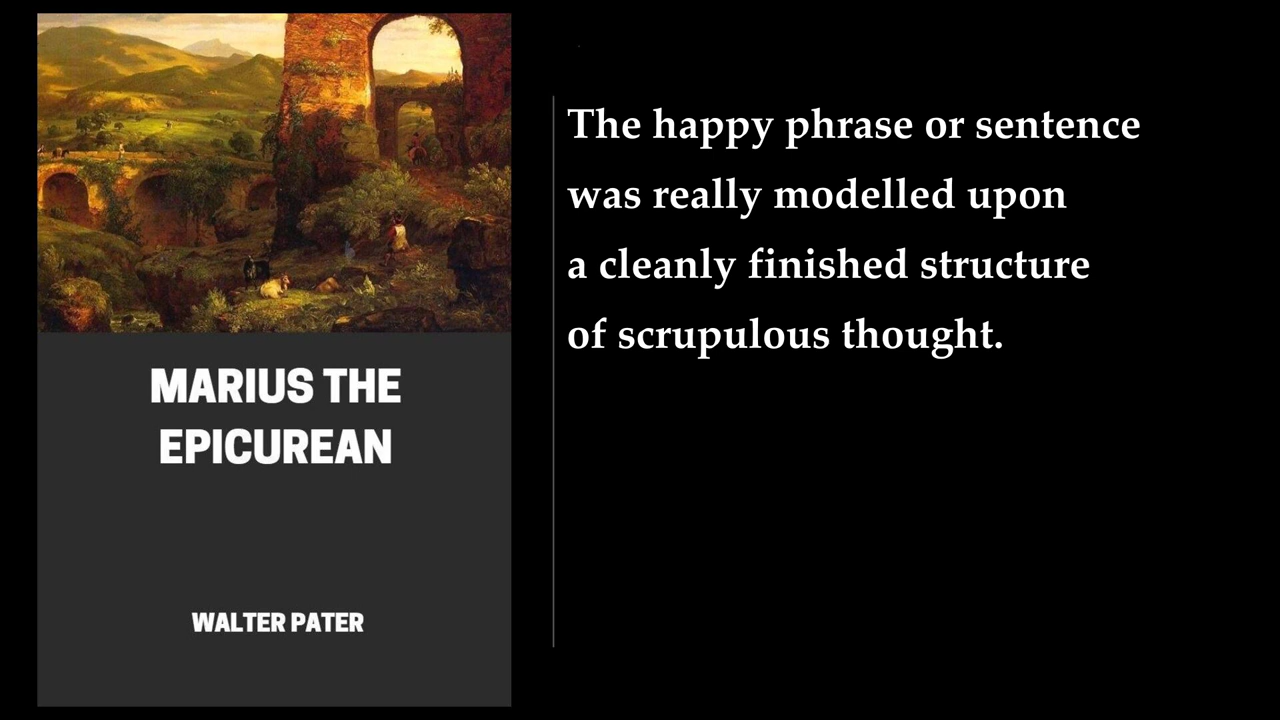 MARIUS THE
EPICUREAN
WALTER PATER
The happy phrase or sentence
was really modelled upon
a cleanly finished structure
of scrupulous thought.